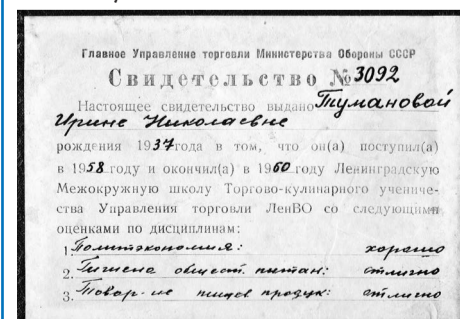 Главное Управление торговли Министерства Обороны СССР
Свидетельство №3092
Настоящее свидетельство выдано Тумановой
Ирине Николаевне
рождения 1937 года в том, что он(а) поступил(а)
в 1958 году и окончил(а) в 1960 году Ленинградскую
Межокружную школу Торгово-кулинарного учениче-
ства Управления торговли ЛенВО со следующими
оценками по дисциплинам:
1. Политэкономия: хорошо
2. Гигиена общест. питан: отлично
3. Товар-ие пищев продук: отлично